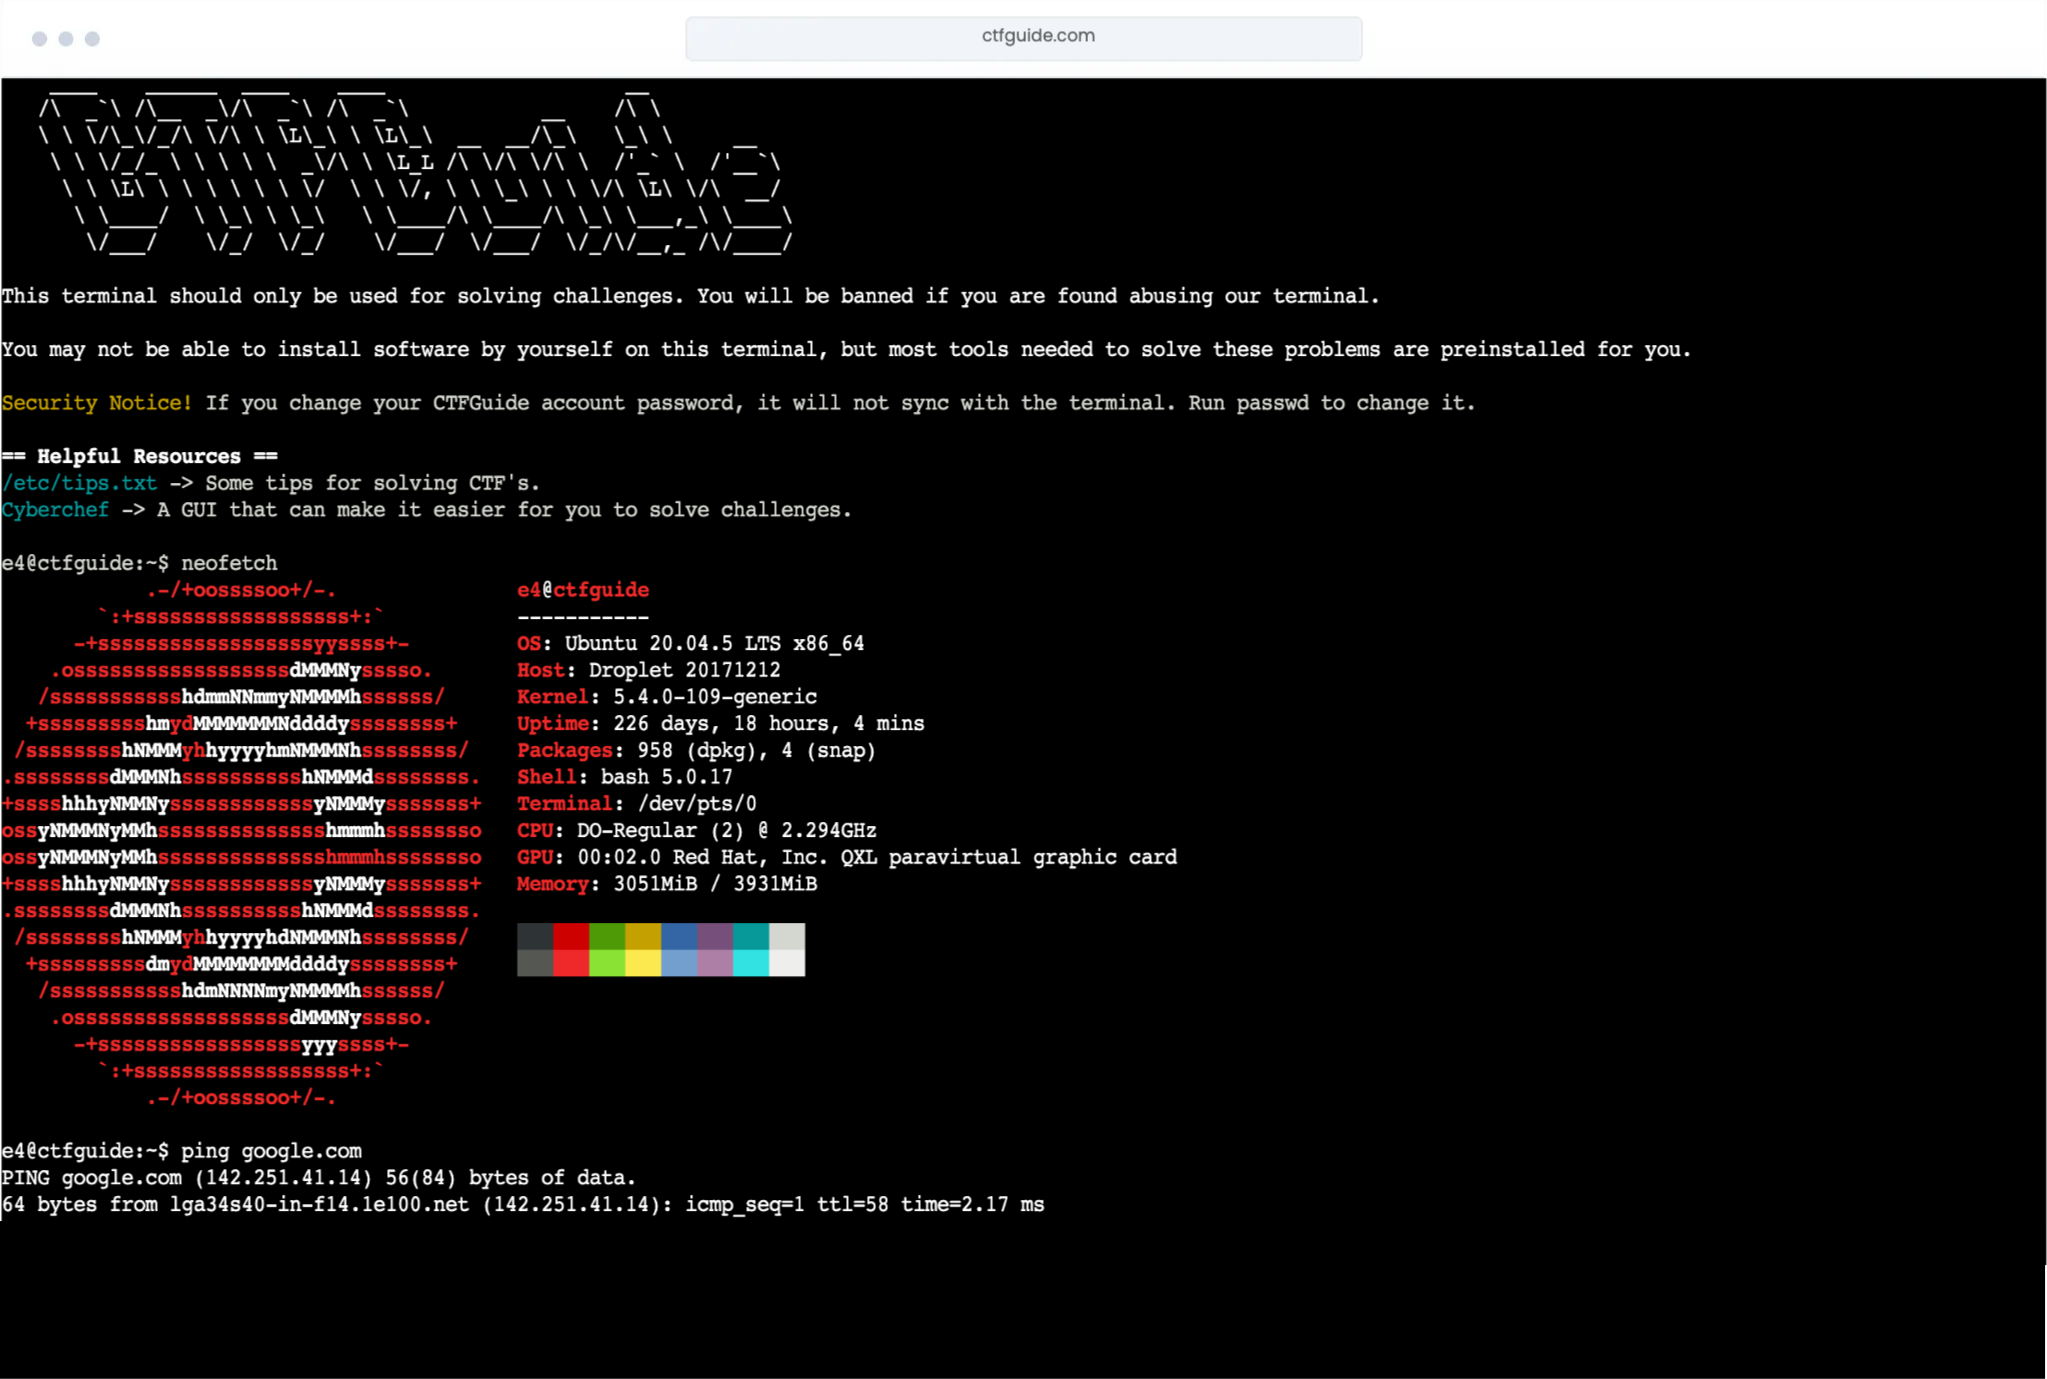 ctfguide.com
This terminal should only be used for solving challenges. You will be banned if you are found abusing our terminal.
You may not be able to install software by yourself on this terminal, but most tools needed to solve these problems are preinstalled for you.
Security Notice! If you change your CTFGuide account password, it will not sync with the terminal. Run passwd to change it.
== Helpful Resources ==
/etc/tips.txt -> Some tips for solving CTF's.
Cyberchef -> A GUI that can make it easier for you to solve challenges.
e4@ctfguide:~$ neofetch
e4@ctfguide
-----------
OS: Ubuntu 20.04.5 LTS x86_64
Host: Droplet 20171212
Kernel: 5.4.0-109-generic
Uptime: 226 days, 18 hours, 4 mins
Packages: 958 (dpkg), 4 (snap)
Shell: bash 5.0.17
Terminal: /dev/pts/0
CPU: DO-Regular (2) @ 2.294GHz
GPU: 00:02.0 Red Hat, Inc. QXL paravirtual graphic card
Memory: 3051MiB / 3931MiB
e4@ctfguide:~$ ping google.com
PING google.com (142.251.41.14) 56(84) bytes of data.
64 bytes from lga34s40-in-f14.1e100.net (142.251.41.14): icmp_seq=1 ttl=58 time=2.17 ms